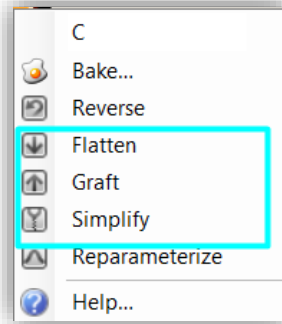 C
Bake...
Reverse
Flatten
Graft
Simplify
Reparameterize
Help...